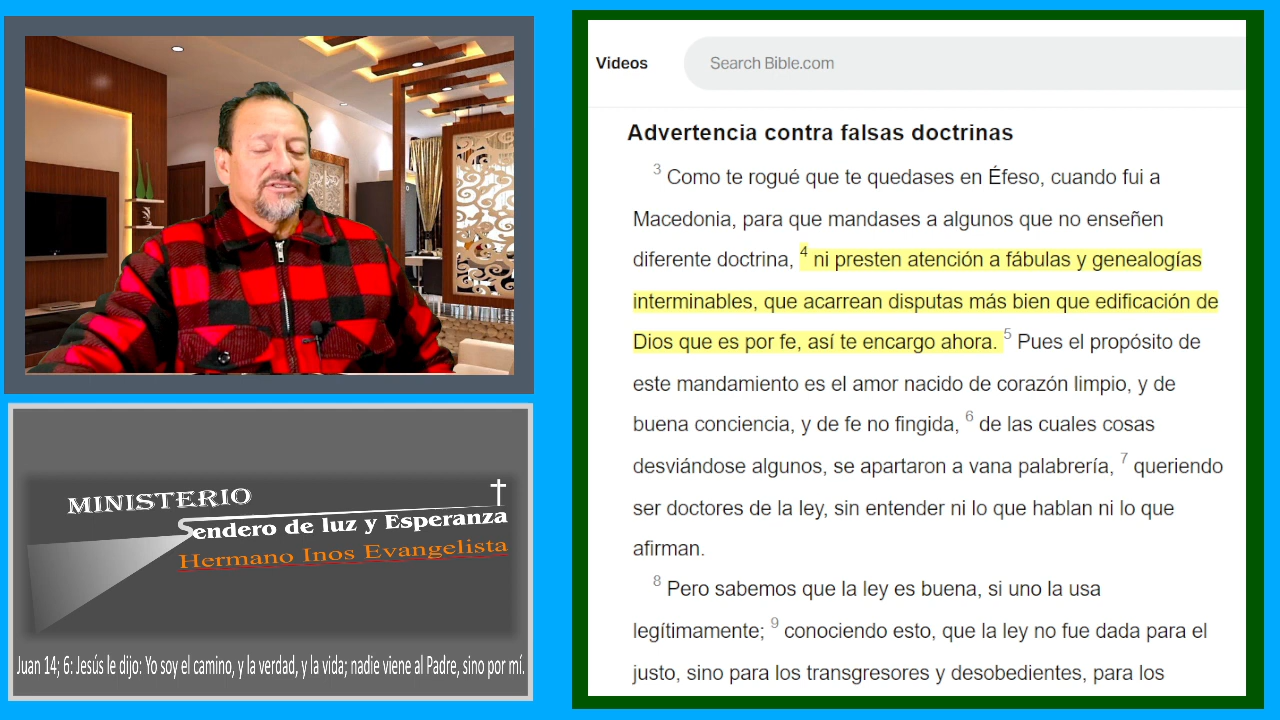 MINISTERIO
Sendero de luz y Esperanza
Hermano Inos Evangelista
Juan 14; 6: Jesús le dijo: Yo soy el camino, y la verdad, y la vida; nadie viene al Padre, sino por mí.
Videos
Search Bible.com
Advertencia contra falsas doctrinas
3 Como te rogué que te quedases en Éfeso, cuando fui a
Macedonia, para que mandases a algunos que no enseñen
diferente doctrina, 4 ni presten atención a fábulas y genealogías
interminables, que acarrean disputas más bien que edificación de
Dios que es por fe, así te encargo ahora. 5 Pues el propósito de
este mandamiento es el amor nacido de corazón limpio, y de
buena conciencia, y de fe no fingida, 6 de las cuales cosas
desviándose algunos, se apartaron a vana palabrería, 7 queriendo
ser doctores de la ley, sin entender ni lo que hablan ni lo que
afirman.
8 Pero sabemos que la ley es buena, si uno la usa
legítimamente; 9 conociendo esto, que la ley no fue dada para el
justo, sino para los transgresores y desobedientes, para los